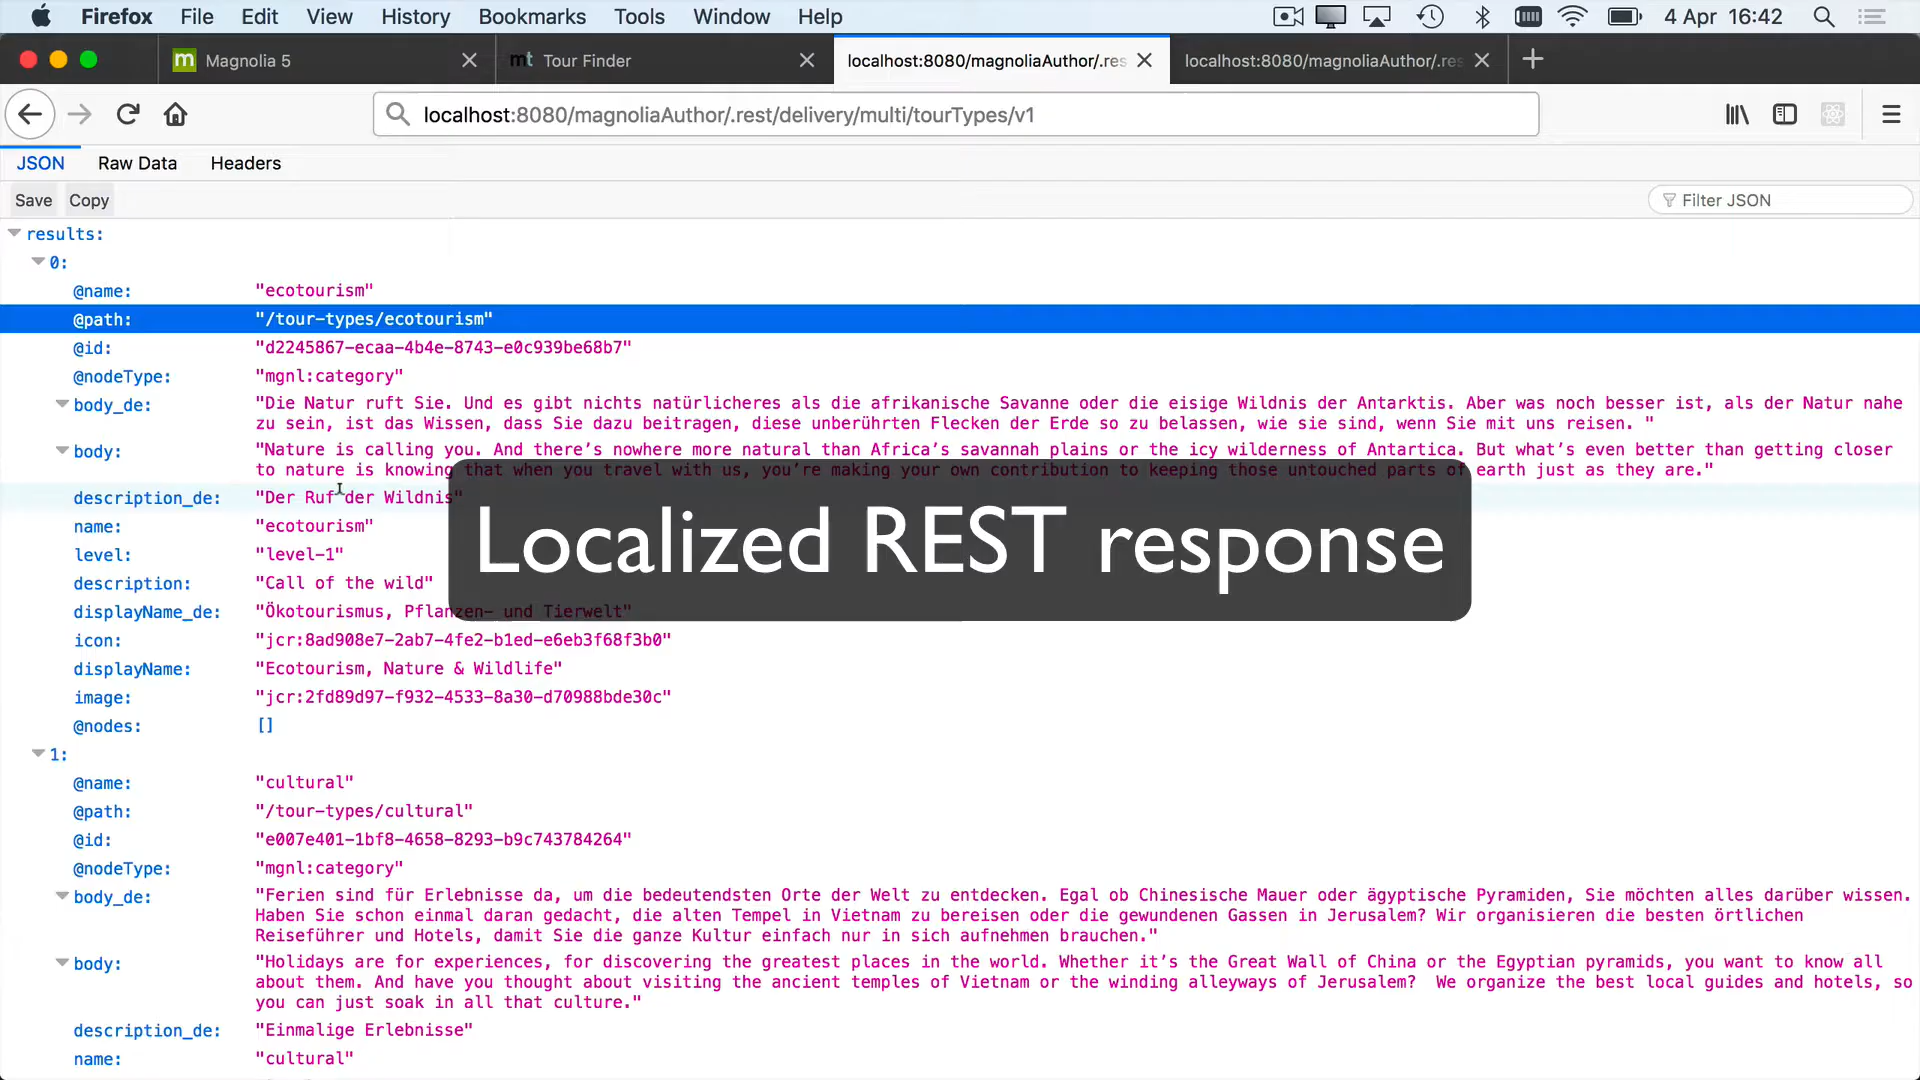 Firefox File Edit View History Bookmarks Tools Window Help 4 Apr 16:42
m Magnolia 5 mt Tour Finder localhost:8080/magnoliaAuthor/.res localhost:8080/magnoliaAuthor/.res
localhost:8080/magnoliaAuthor/.rest/delivery/multi/tourTypes/v1
JSON Raw Data Headers
Save Copy Filter JSON
results:
0:
@name: "ecotourism"
@path: "/tour-types/ecotourism"
@id: "d2245867-ecaa-4b4e-8743-e0c939be68b7"
@nodeType: "mgnl:category"
body_de: "Die Natur ruft Sie. Und es gibt nichts natürlicheres als die afrikanische Savanne oder die eisige Wildnis der Antarktis. Aber was noch besser ist, als der Natur nahe
zu sein, ist das Wissen, dass Sie dazu beitragen, diese unberührten Flecken der Erde so zu belassen, wie sie sind, wenn Sie mit uns reisen. "
body: "Nature is calling you. And there's nowhere more natural than Africa's savannah plains or the icy wilderness of Antartica. But what's even better than getting closer
to nature is knowing that when you travel with us, you're making your own contribution to keeping those untouched parts of earth just as they are."
description_de: "Der Ruf der Wildnis"
name: "ecotourism"
level: "level-1"
description: "Call of the wild"
displayName_de: "Ökotourismus, Pflanzen- und Tierwelt"
icon: "jcr:8ad908e7-2ab7-4fe2-b1ed-e6eb3f68f3b0"
displayName: "Ecotourism, Nature & Wildlife"
image: "jcr:2fd89d97-f932-4533-8a30-d70988bde30c"
@nodes: []
Localized REST response
1:
@name: "cultural"
@path: "/tour-types/cultural"
@id: "e007e401-1bf8-4658-8293-b9c743784264"
@nodeType: "mgnl:category"
body_de: "Ferien sind für Erlebnisse da, um die bedeutendsten Orte der Welt zu entdecken. Egal ob Chinesische Mauer oder ägyptische Pyramiden, Sie möchten alles darüber wissen.
Haben Sie schon einmal daran gedacht, die alten Tempel in Vietnam zu bereisen oder die gewundenen Gassen in Jerusalem? Wir organisieren die besten örtlichen
Reiseführer und Hotels, damit Sie die ganze Kultur einfach nur in sich aufnehmen brauchen."
body: "Holidays are for experiences, for discovering the greatest places in the world. Whether it's the Great Wall of China or the Egyptian pyramids, you want to know all
about them. And have you thought about visiting the ancient temples of Vietnam or the winding alleyways of Jerusalem?  We organize the best local guides and hotels, so
you can just soak in all that culture."
description_de: "Einmalige Erlebnisse"
name: "cultural"